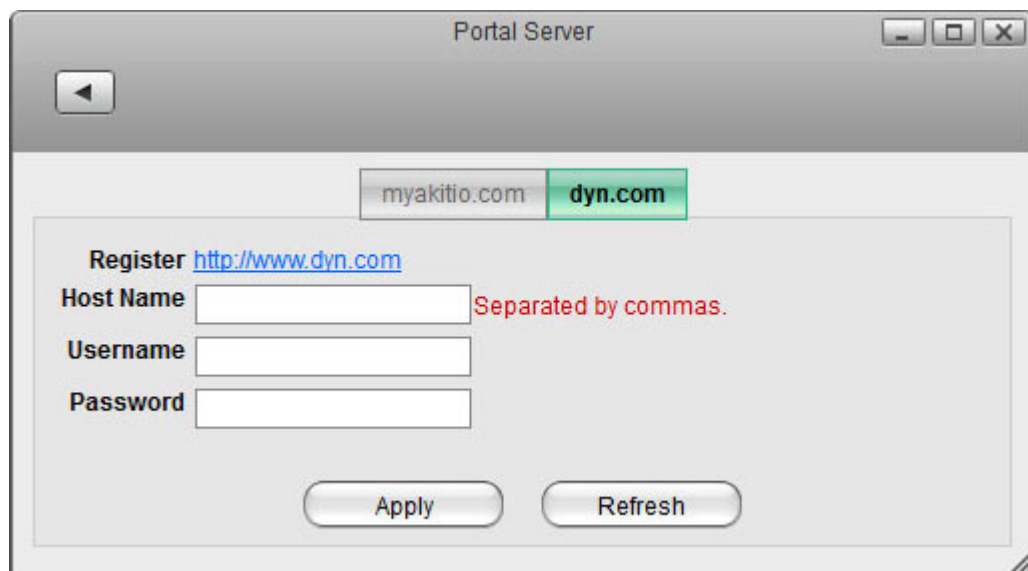 Portal Server
myakitio.com dyn.com
Register http://www.dyn.com
Host Name Separated by commas.
Username
Password
Apply Refresh